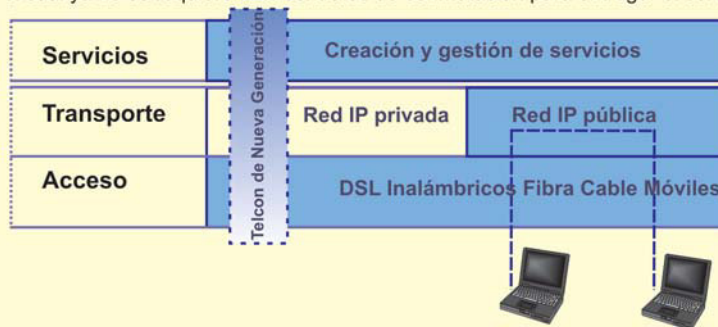 Servicios
Creación y gestión de servicios
Telcon de Nueva Generación
Transporte
Red IP privada
Red IP pública
Acceso
DSL Inalámbricos Fibra Cable Móviles